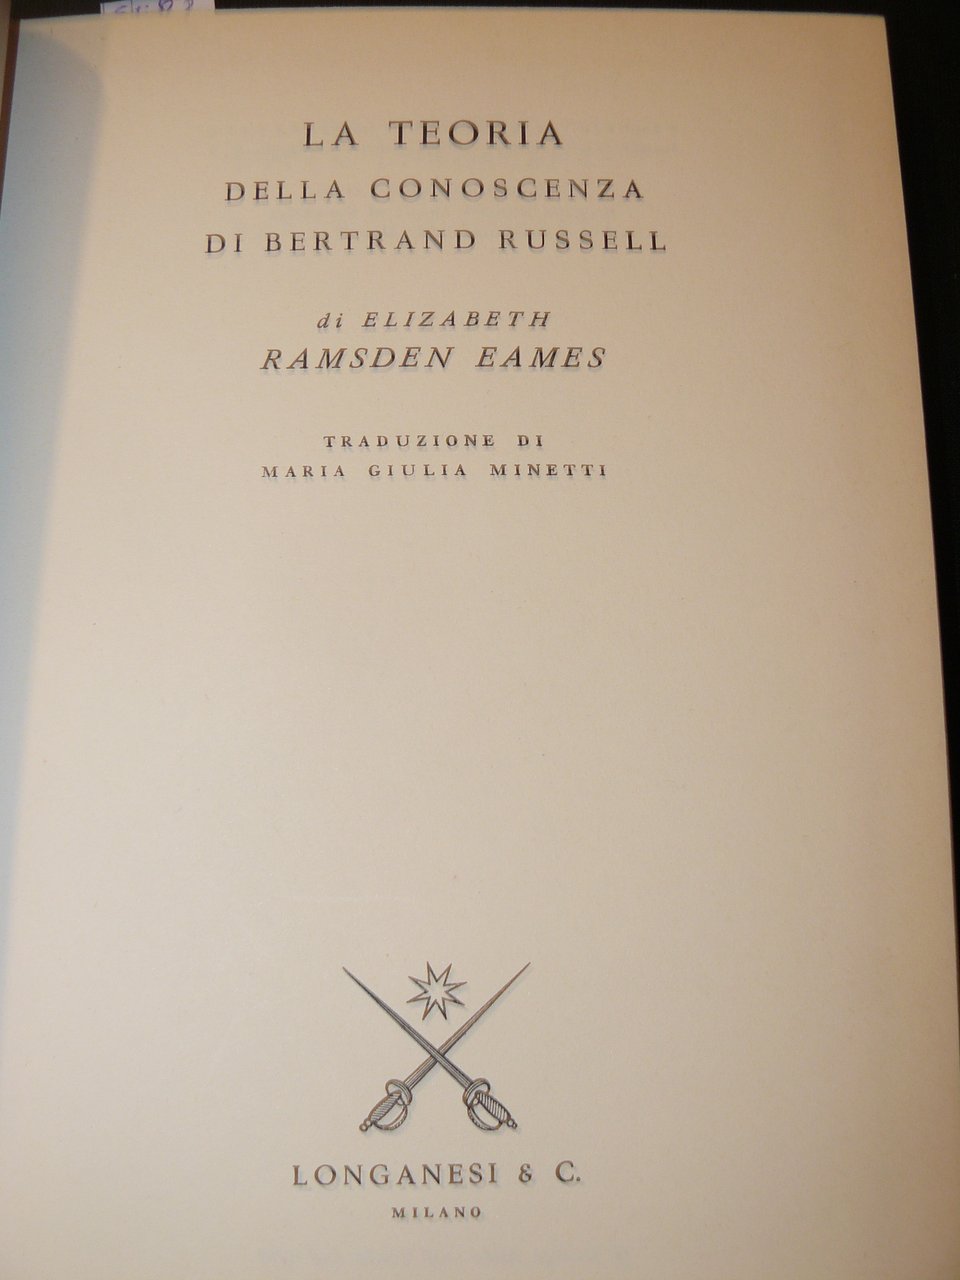 LA TEORIA
DELLA CONOSCENZA
DI BERTRAND RUSSELL
di ELIZABETH
RAMSDEN EAMES
TRADUZIONE DI
MARIA GIULIA MINETTI
LONGANESI & C.
MILANO